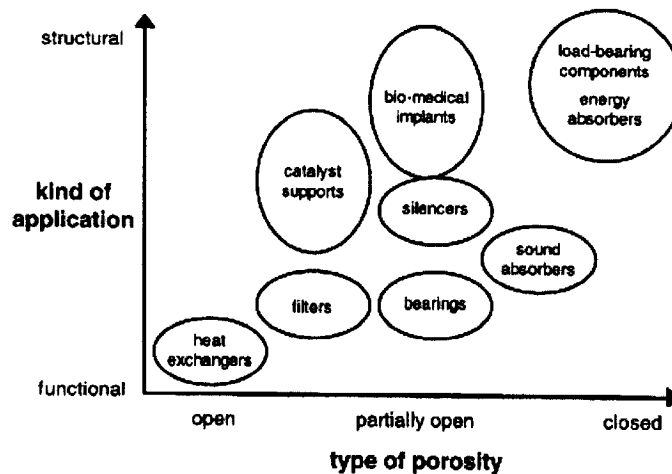 structural
load-bearing
components
energy
absorbers
bio-medical
implants
catalyst
supports
kind of
application
silencers
sound
absorbers
filters
bearings
heat
exchangers
functional
open
partially open
closed
type of porosity